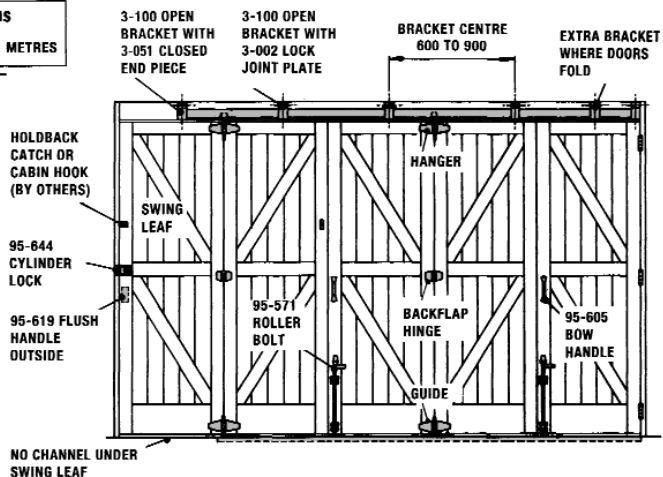 METRES
3-100 OPEN
BRACKET WITH
3-051 CLOSED
END PIECE
3-100 OPEN
BRACKET WITH
3-002 LOCK
JOINT PLATE
BRACKET CENTRE
600 TO 900
EXTRA BRACKET
WHERE DOORS
FOLD
HOLDBACK
CATCH OR
CABIN HOOK
(BY OTHERS)
HANGER
SWING
LEAF
95-644
CYLINDER
LOCK
95-619 FLUSH
HANDLE
OUTSIDE
95-571
ROLLER
BOLT
BACKFLAP
HINGE
95-605
BOW
HANDLE
GUIDE
NO CHANNEL UNDER
SWING LEAF